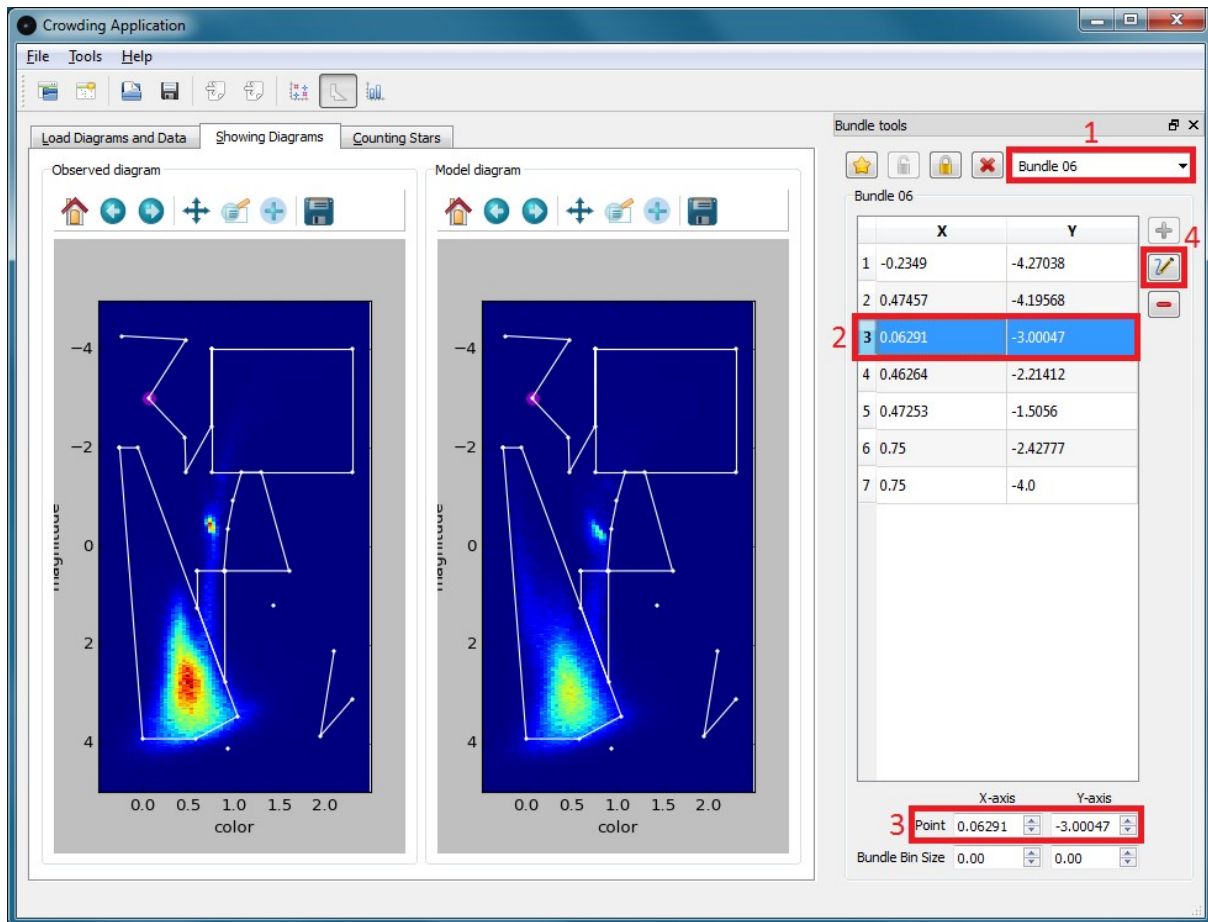 Crowding Application
File Tools Help
Load Diagrams and Data Showing Diagrams Counting Stars
Observed diagram
−4
−2
0
2
4
magnitude
0.0 0.5 1.0 1.5 2.0
color
Model diagram
−4
−2
0
2
4
magnitude
0.0 0.5 1.0 1.5 2.0
color
Bundle tools
1
Bundle 06
Bundle 06
X Y
4
1 -0.2349 -4.27038
2 0.47457 -4.19568
2 3 0.06291 -3.00047
4 0.46264 -2.21412
5 0.47253 -1.5056
6 0.75 -2.42777
7 0.75 -4.0
X-axis Y-axis
3 Point 0.06291 -3.00047
Bundle Bin Size 0.00 0.00